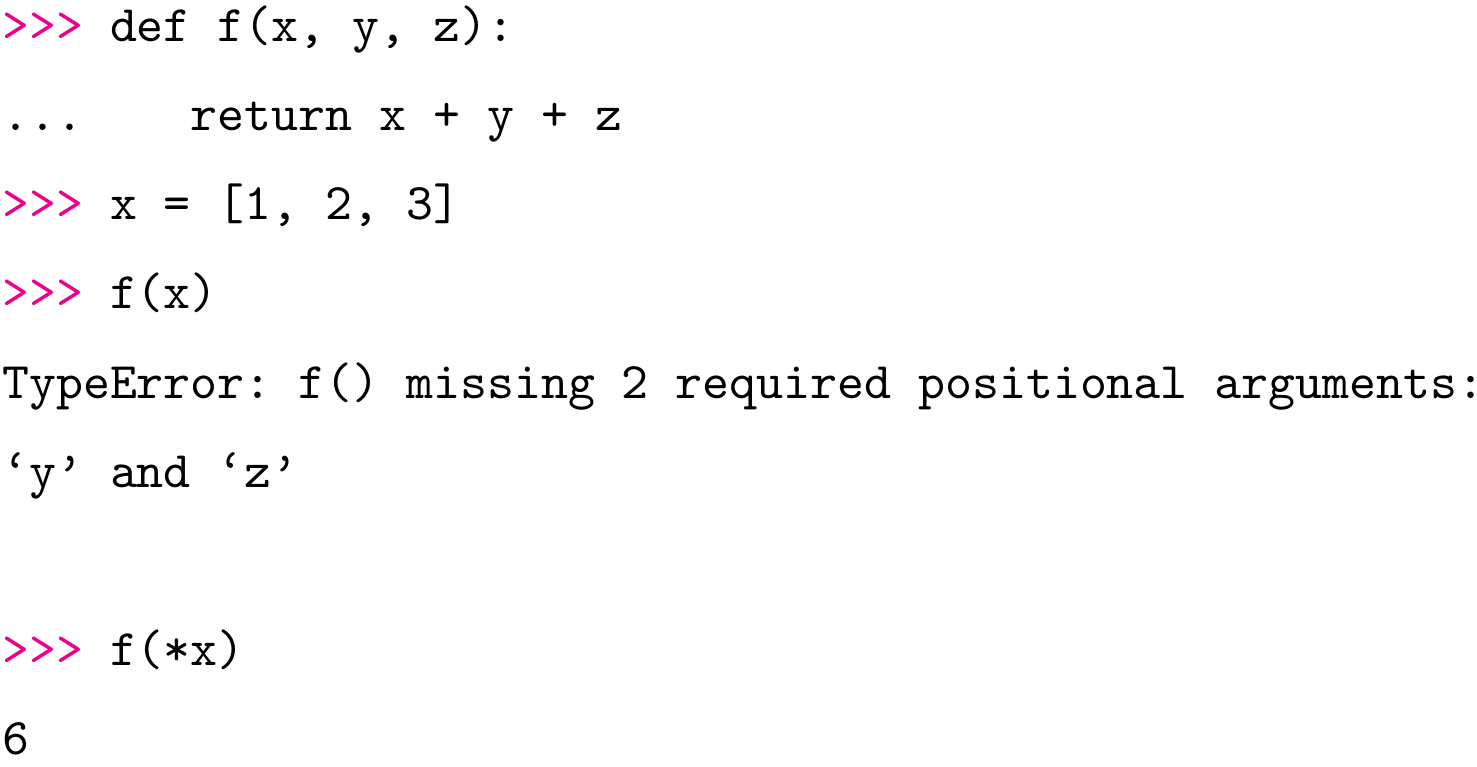 >>> def f(x, y, z):
...    return x + y + z
>>> x = [1, 2, 3]
>>> f(x)
TypeError: f() missing 2 required positional arguments:
‘y’ and ‘z’
>>> f(*x)
6